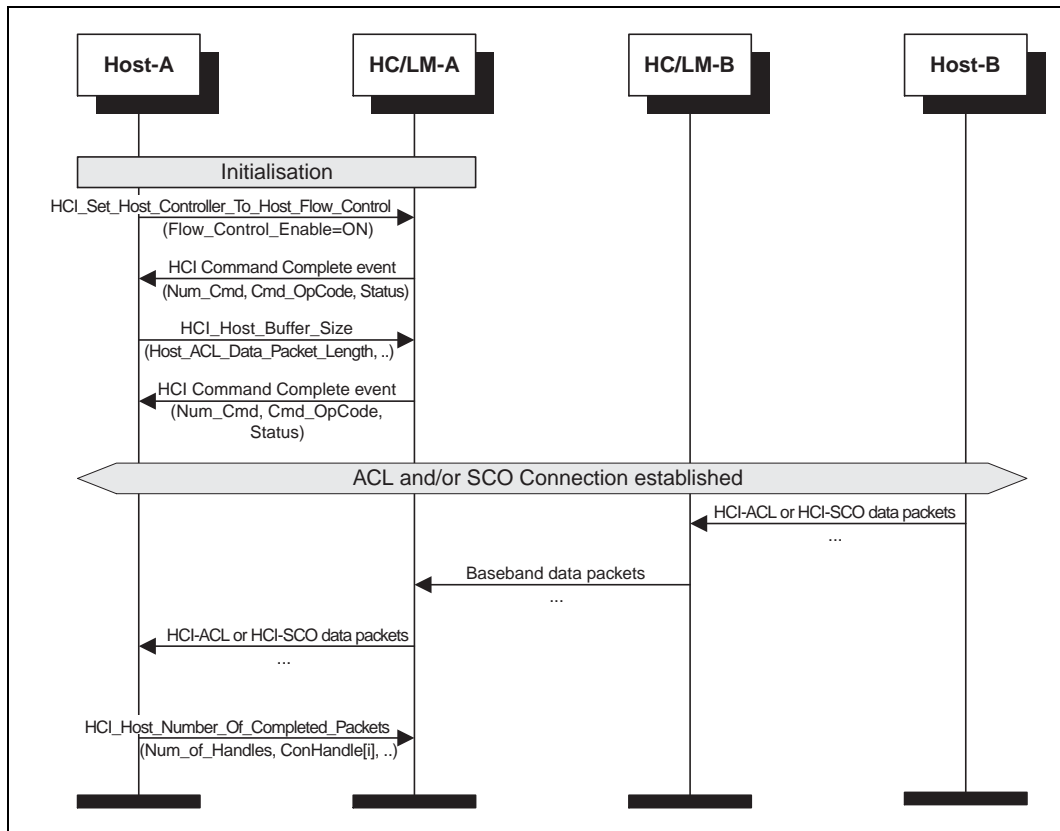 Host-A
HC/LM-A
HC/LM-B
Host-B
Initialisation
HCI_Set_Host_Controller_To_Host_Flow_Control
(Flow_Control_Enable=ON)
HCI Command Complete event
(Num_Cmd, Cmd_OpCode, Status)
HCI_Host_Buffer_Size
(Host_ACL_Data_Packet_Length, ..)
HCI Command Complete event
(Num_Cmd, Cmd_OpCode,
Status)
ACL and/or SCO Connection established
HCI-ACL or HCI-SCO data packets
...
Baseband data packets
...
HCI-ACL or HCI-SCO data packets
...
HCI_Host_Number_Of_Completed_Packets
(Num_of_Handles, ConHandle[i], ..)